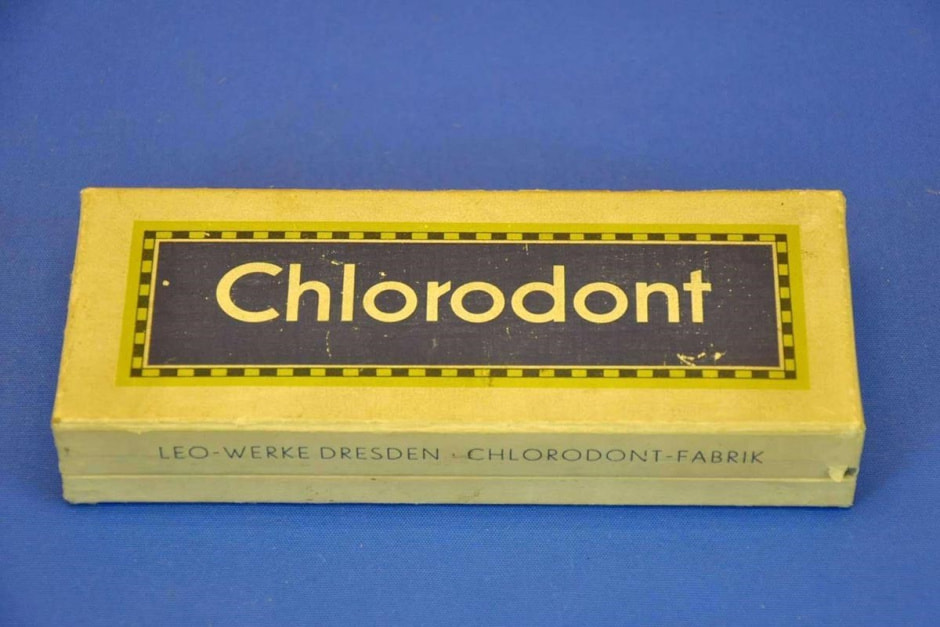 Chlorodont
LEO-WERKE DRESDEN · CHLORODONT-FABRIK